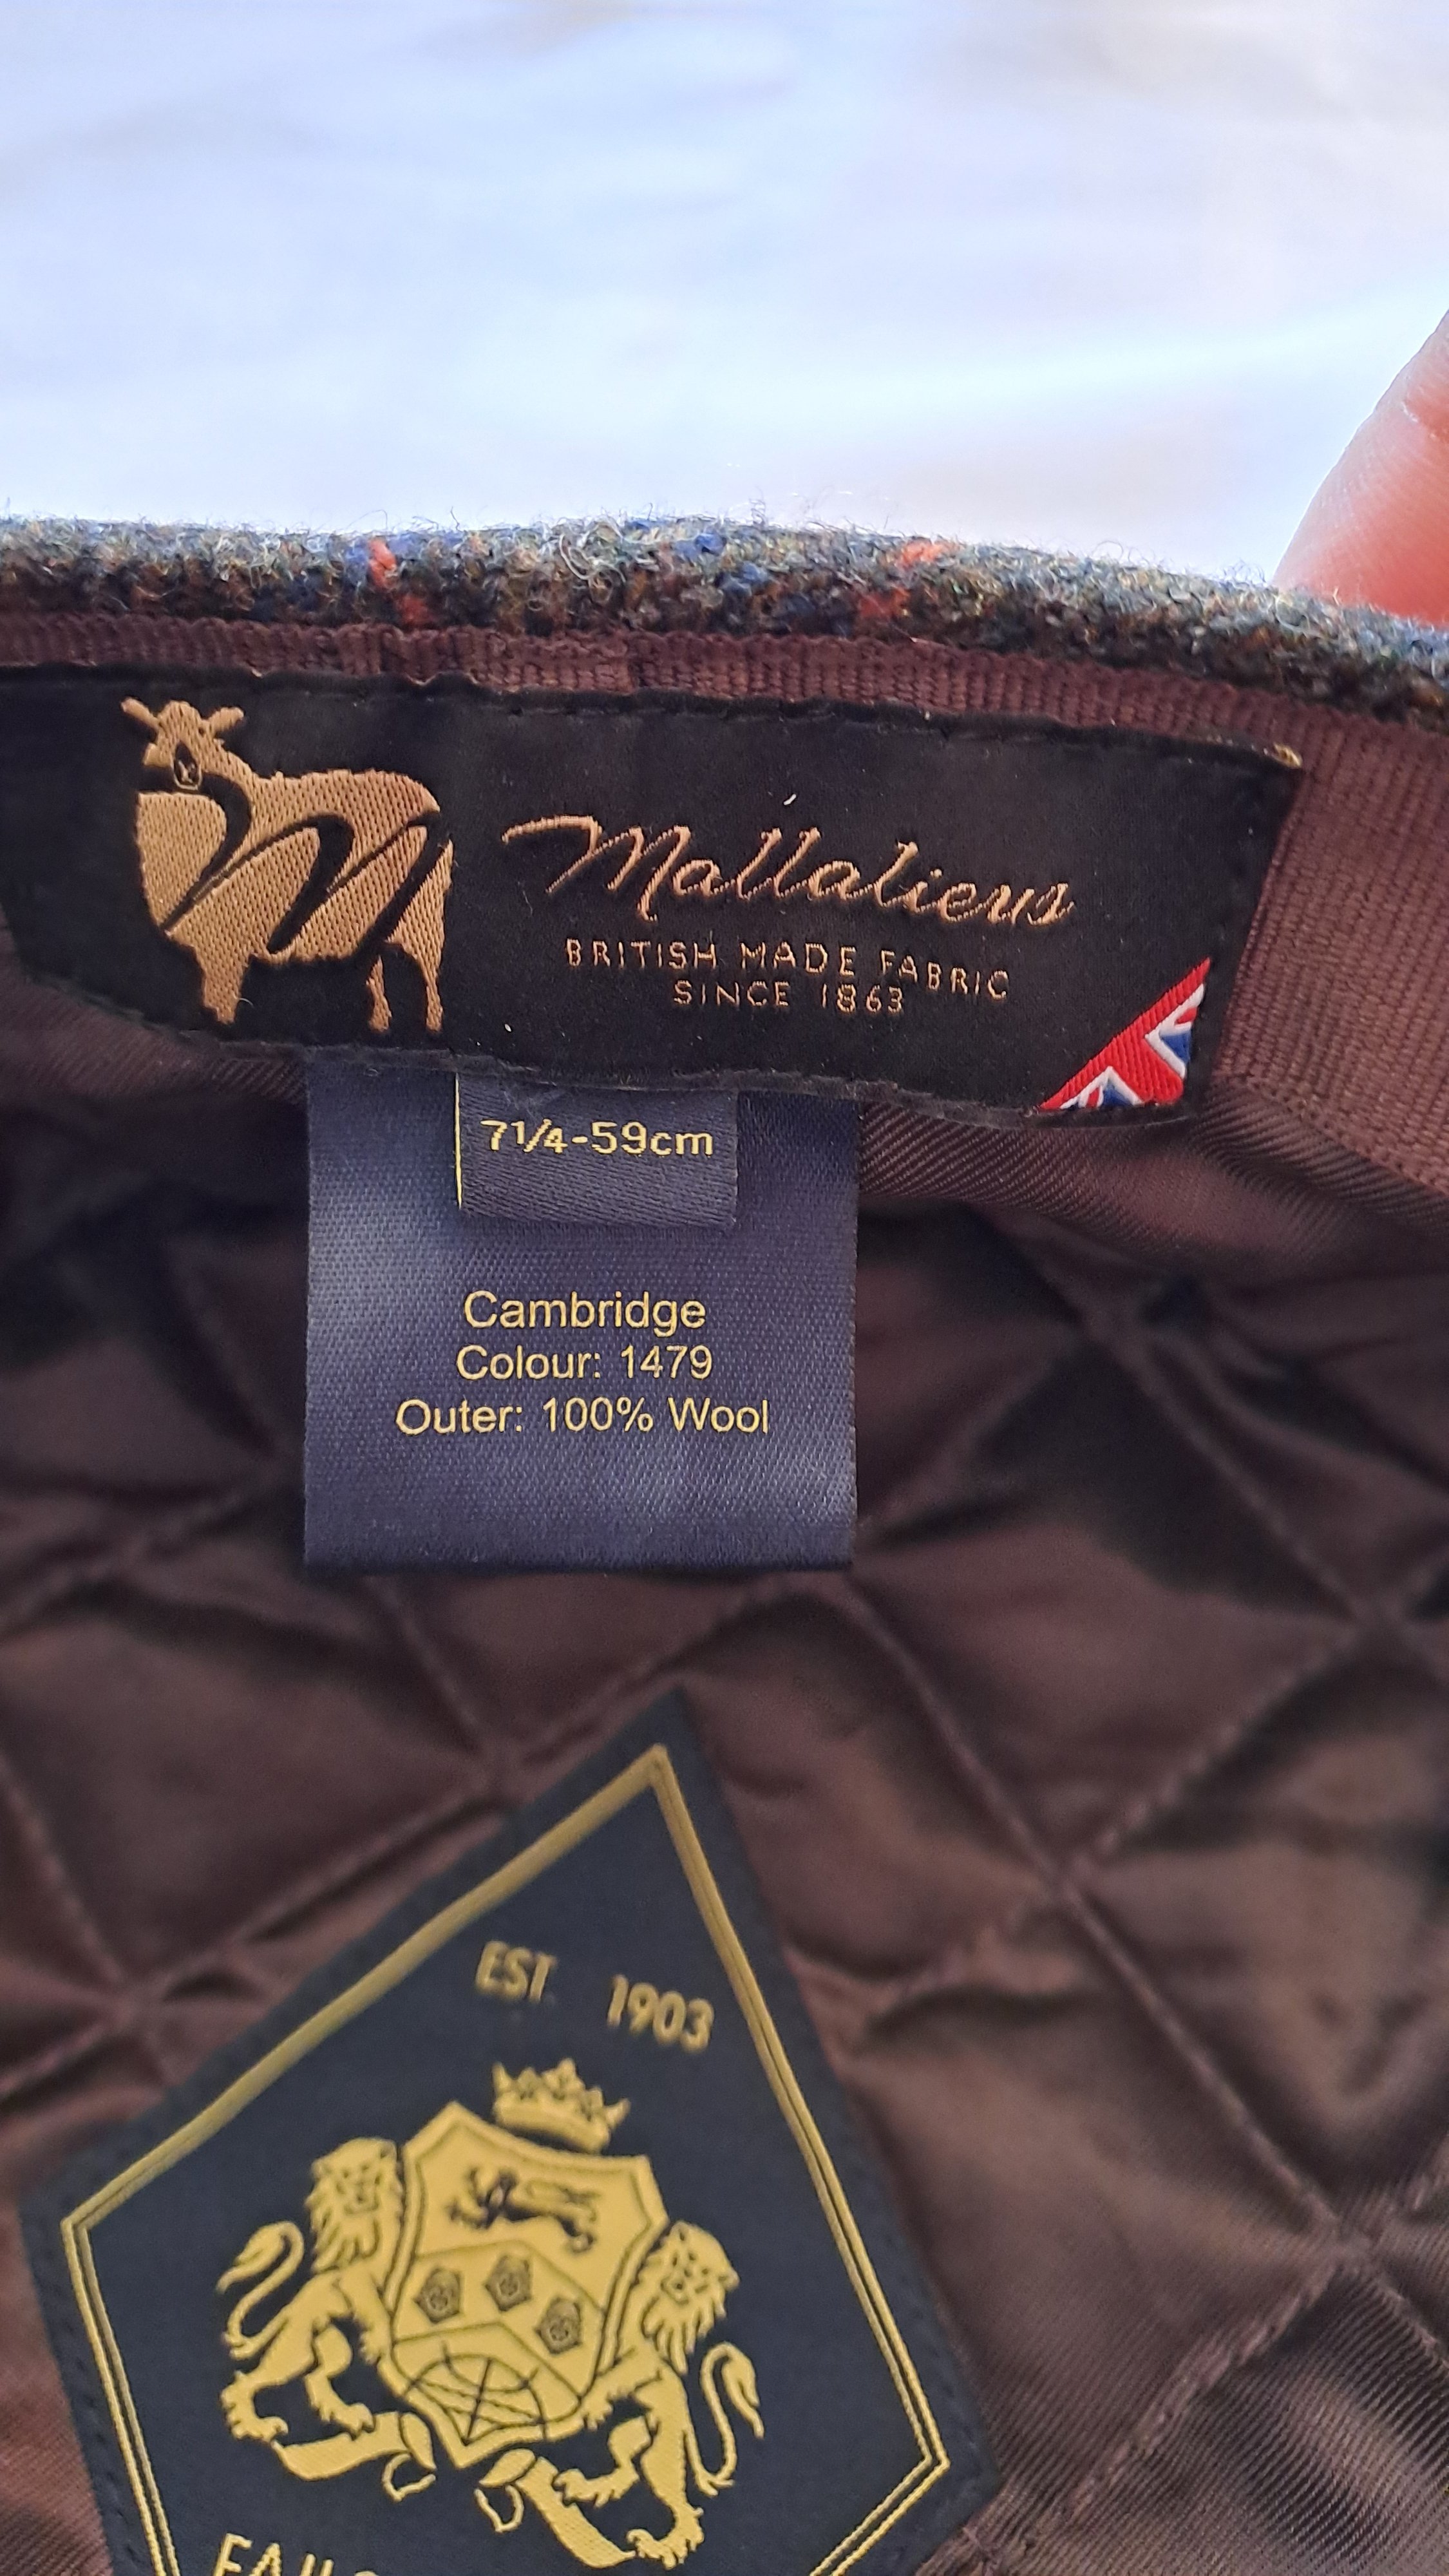 Mallalieus
BRITISH MADE FABRIC
SINCE 1863
7¼-59cm
Cambridge
Colour: 1479
Outer: 100% Wool
EST 1903